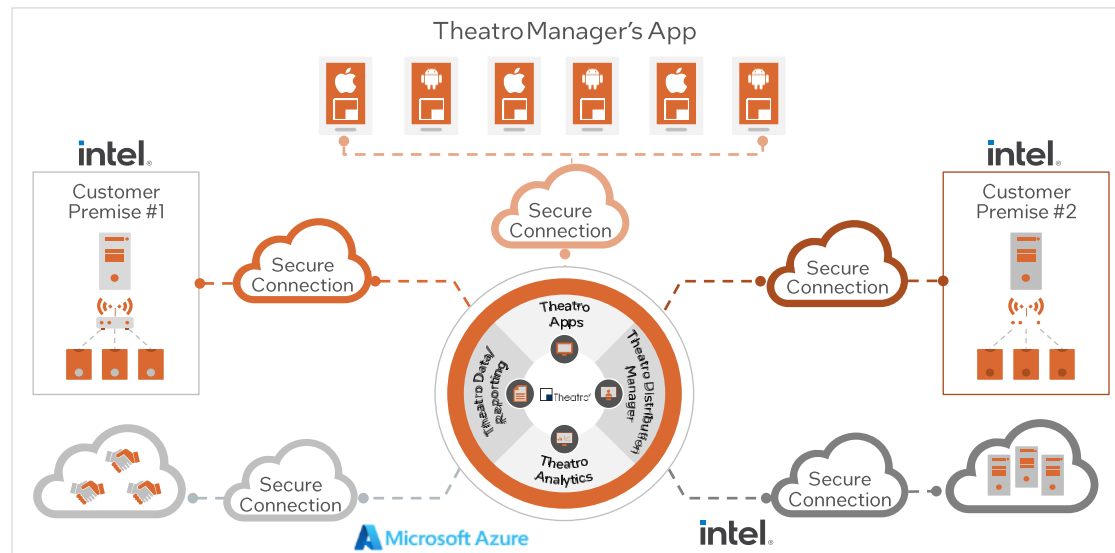 Theatro Manager's App
intel®
Customer
Premise #1
Secure
Connection
Secure
Connection
Secure
Connection
intel®
Customer
Premise #2
Theatro
Apps
Theatro Data/
Reporting
Theatro
Theatro Distribution
Manager
Theatro
Analytics
Secure
Connection
Secure
Connection
Microsoft Azure
intel®